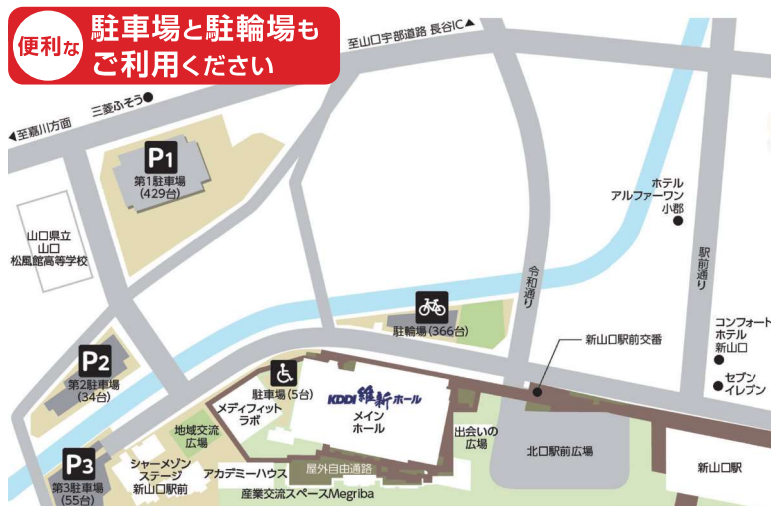 便利な
駐車場と駐輪場も
ご利用ください
至山口宇部道路 長谷IC▲
三菱ふそう●
◀至嘉川方面
P1
第1駐車場
(429台)
ホテル
アルファーワン
小郡
山口県立
山口
松風館高等学校
令和通り
駅前通り
駐輪場(366台)
新山口駅前交番
コンフォート
ホテル
新山口
P2
第2駐車場
(34台)
駐車場(5台)
KDDI維新ホール
メイン
ホール
セブン
イレブン
メディフィット
ラボ
地域交流
広場
出会いの
広場
北口駅前広場
P3
第3駐車場
(55台)
シャーメゾン
ステージ
新山口駅前
アカデミーハウス
屋外自由通路
新山口駅
産業交流スペースMegriba